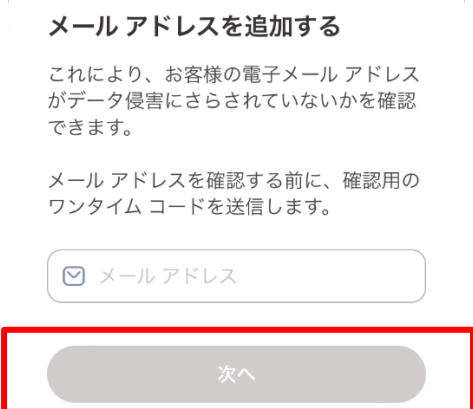 メール アドレスを追加する
これにより、お客様の電子メール アドレス
がデータ侵害にさらされていないかを確認
できます。
メール アドレスを確認する前に、確認用の
ワンタイム コードを送信します。
メール アドレス
次へ